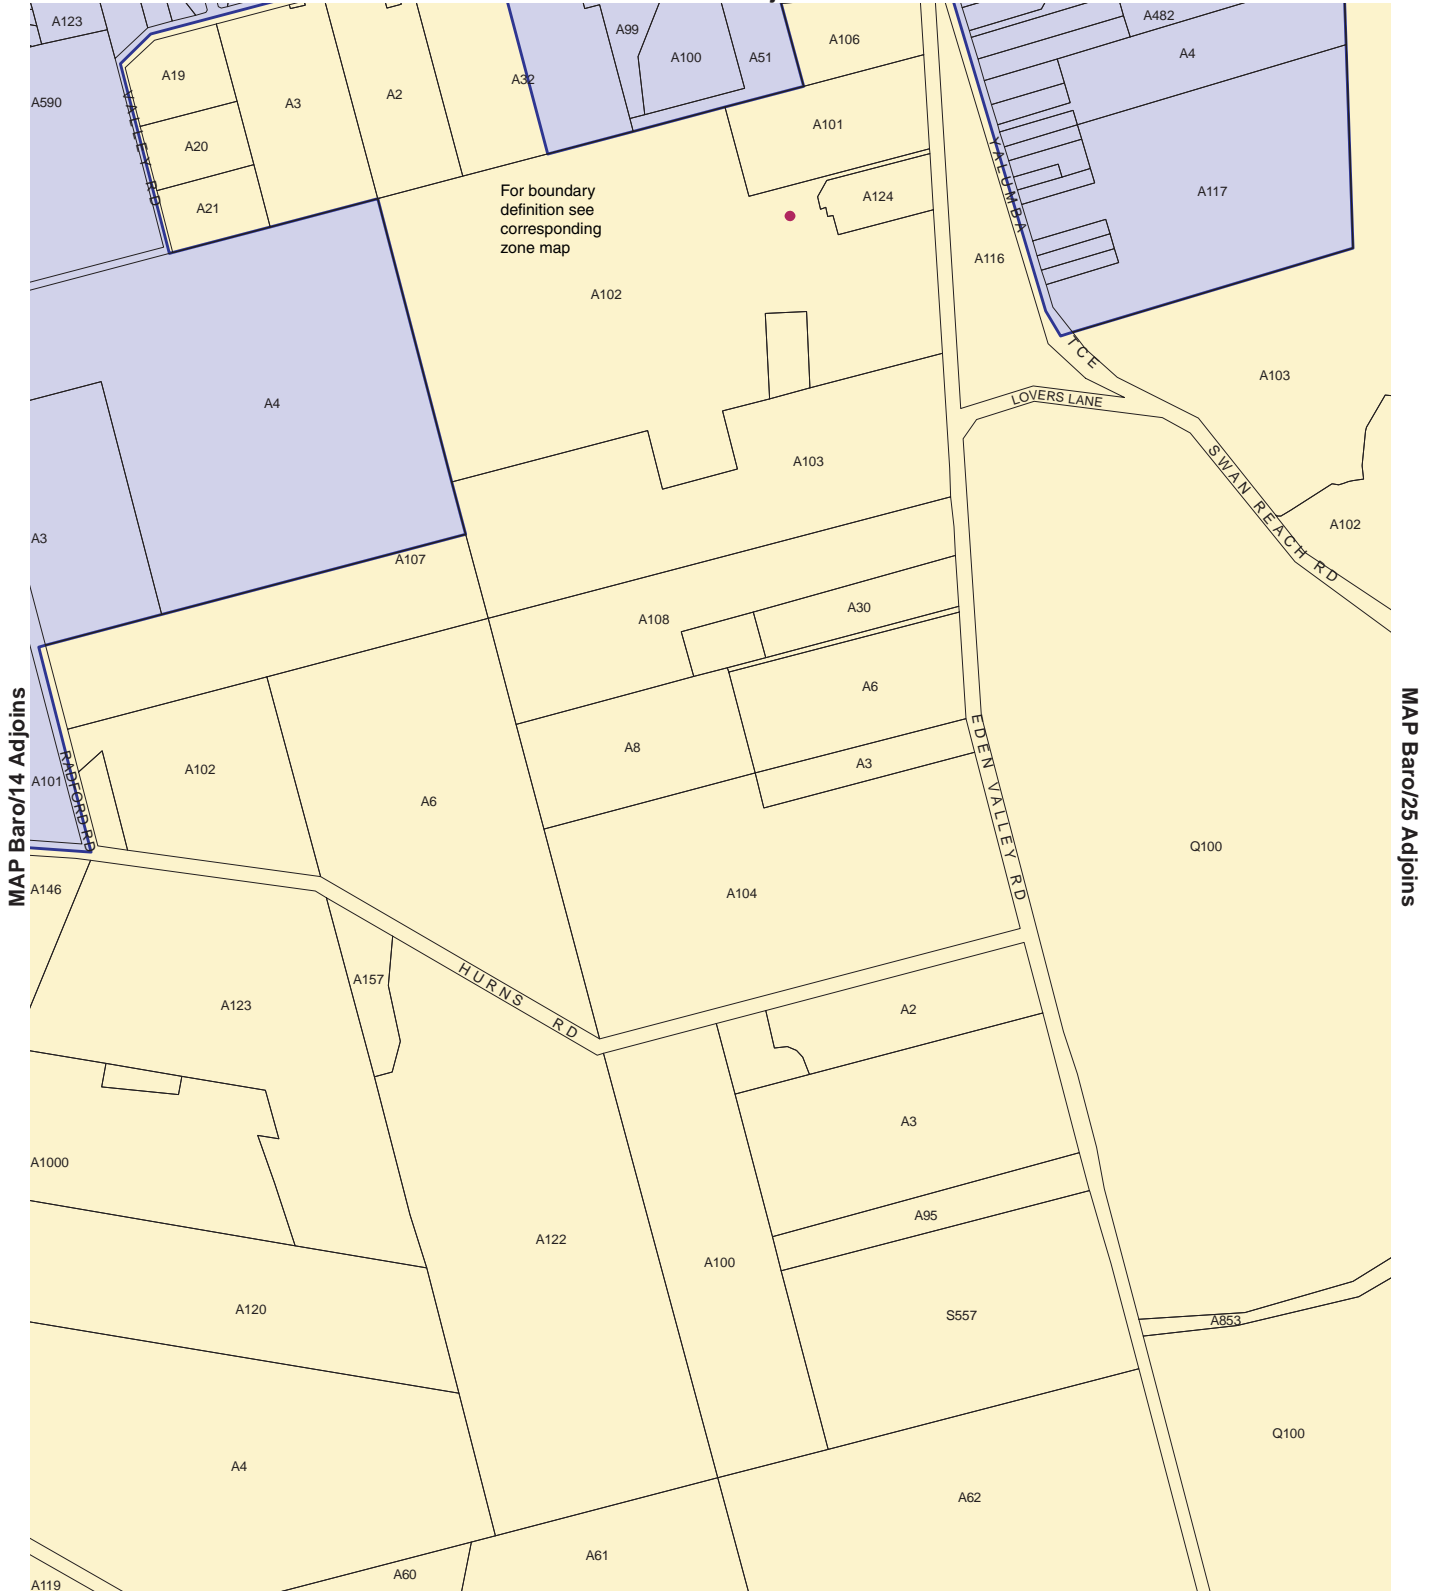 A123
A99
A482
A106
A100
A51
A4
A19
A32
A590
A3
A2
A101
A20
VALLEY RD
YALUMBA
For boundary
definition see
corresponding
zone map
A124
A117
A21
A116
A102
TCE
A103
LOVERS LANE
A4
A103
SWAN REACH RD
A102
A3
A107
A30
A108
A6
MAP Baro/14 Adjoins
MAP Baro/25 Adjoins
A8
A3
EDEN VALLEY RD
A102
A101
RADFORD RD
A6
Q100
A146
A104
A157
HURNS RD
A123
A2
A3
A1000
A95
A122
A100
A120
S557
A853
Q100
A4
A62
A61
A60
A119